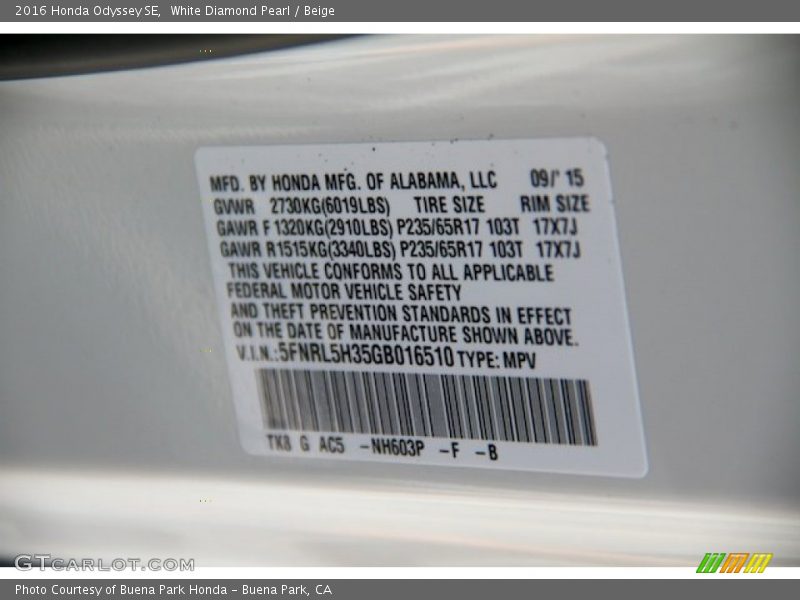 2016 Honda Odyssey SE,  White Diamond Pearl / Beige
MFD. BY HONDA MFG. OF ALABAMA, LLC 09/' 15
GVWR 2730KG(6019LBS) TIRE SIZE RIM SIZE
GAWR F 1320KG(2910LBS) P235/65R17 103T 17X7J
GAWR R1515KG(3340LBS) P235/65R17 103T 17X7J
THIS VEHICLE CONFORMS TO ALL APPLICABLE
FEDERAL MOTOR VEHICLE SAFETY
AND THEFT PREVENTION STANDARDS IN EFFECT
ON THE DATE OF MANUFACTURE SHOWN ABOVE.
V.I.N.:5FNRL5H35GB016510 TYPE: MPV
TK8 G AC5 -NH603P -F -B
GTCARLOT.COM
Photo Courtesy of Buena Park Honda - Buena Park, CA